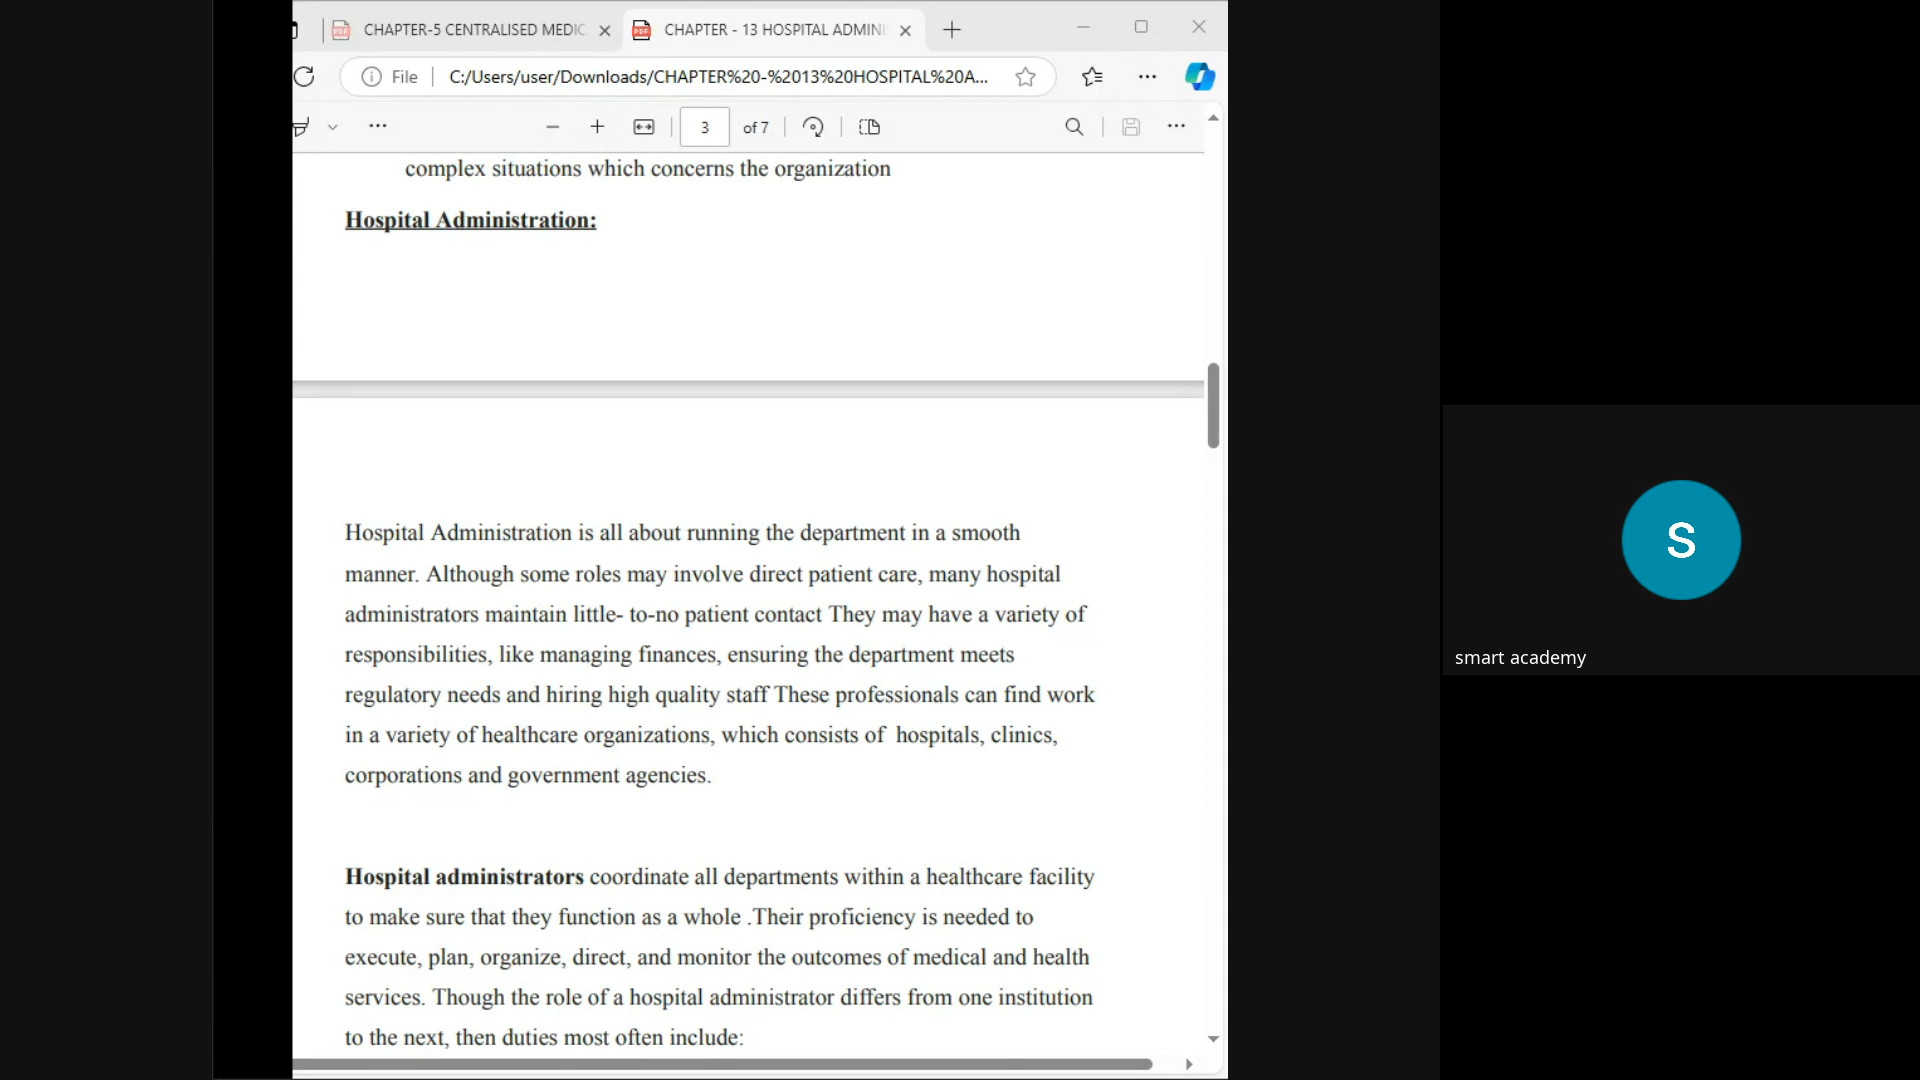 CHAPTER-5 CENTRALISED MEDIC
CHAPTER - 13 HOSPITAL ADMINI
File
C:/Users/user/Downloads/CHAPTER%20-%2013%20HOSPITAL%20A...
3 of 7
complex situations which concerns the organization
Hospital Administration:
Hospital Administration is all about running the department in a smooth
manner. Although some roles may involve direct patient care, many hospital
administrators maintain little- to-no patient contact They may have a variety of
responsibilities, like managing finances, ensuring the department meets
regulatory needs and hiring high quality staff These professionals can find work
in a variety of healthcare organizations, which consists of  hospitals, clinics,
corporations and government agencies.
Hospital administrators coordinate all departments within a healthcare facility
to make sure that they function as a whole .Their proficiency is needed to
execute, plan, organize, direct, and monitor the outcomes of medical and health
services. Though the role of a hospital administrator differs from one institution
to the next, then duties most often include:
S
smart academy